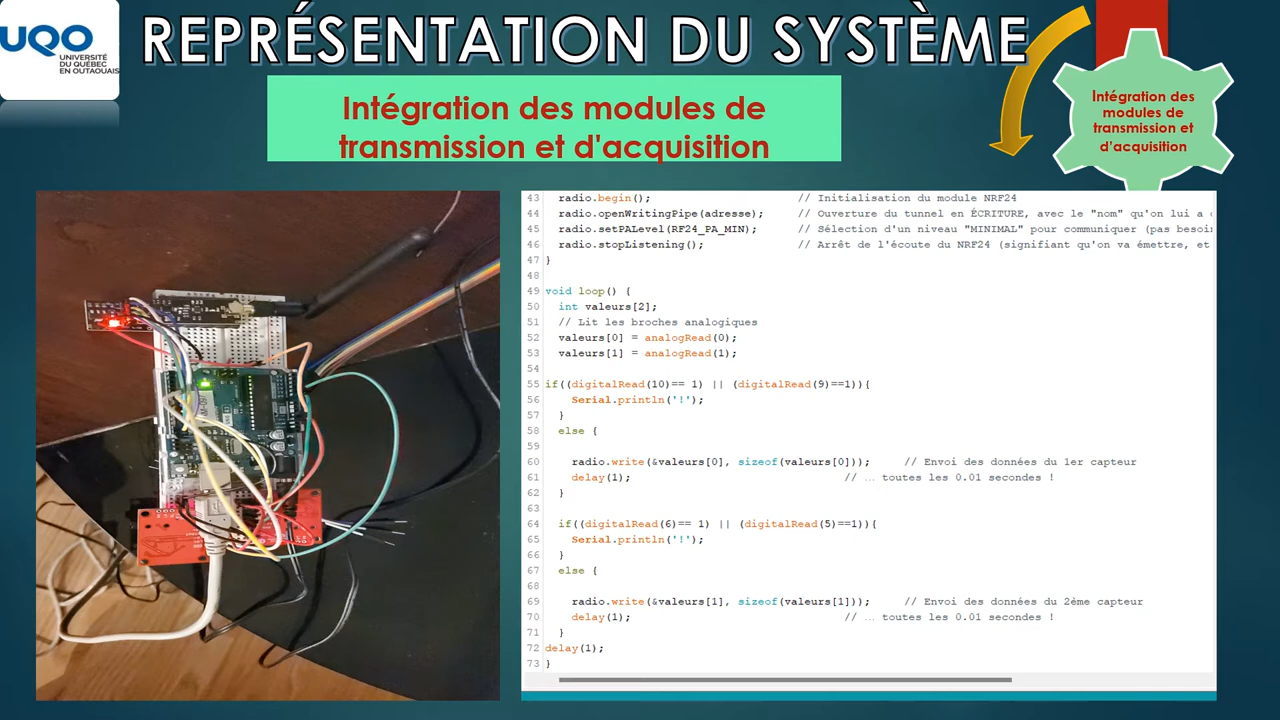 UQO
UNIVERSITÉ
DU QUÉBEC
EN OUTAOUAIS
REPRÉSENTATION DU SYSTÈME
Intégration des modules de
transmission et d'acquisition
Intégration des
modules de
transmission et
d'acquisition
43 radio.begin(); // Initialisation du module NRF24
44 radio.openWritingPipe(adresse); // Ouverture du tunnel en ÉCRITURE, avec le "nom" qu'on lui a
45 radio.setPALevel(RF24_PA_MIN); // Sélection d'un niveau "MINIMAL" pour communiquer (pas besoin
46 radio.stopListening(); // Arrêt de l'écoute du NRF24 (signifiant qu'on va émettre, et
47 }
48
49 void loop() {
50 int valeurs[2];
51 // Lit les broches analogiques
52 valeurs[0] = analogRead(0);
53 valeurs[1] = analogRead(1);
54
55 if((digitalRead(10)== 1) || (digitalRead(9)==1)){
56 Serial.println('!');
57 }
58 else {
59
60 radio.write(&valeurs[0], sizeof(valeurs[0])); // Envoi des données du 1er capteur
61 delay(1); // ... toutes les 0.01 secondes !
62 }
63
64 if((digitalRead(6)== 1) || (digitalRead(5)==1)){
65 Serial.println('!');
66 }
67 else {
68
69 radio.write(&valeurs[1], sizeof(valeurs[1])); // Envoi des données du 2ème capteur
70 delay(1); // ... toutes les 0.01 secondes !
71 }
72 delay(1);
73 }